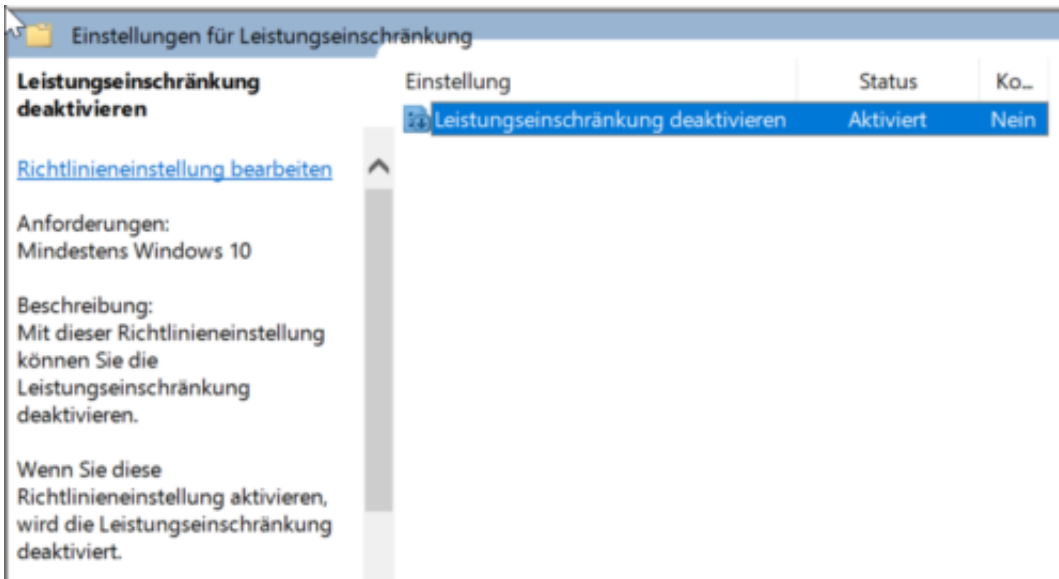 Einstellungen für Leistungseinschränkung
Leistungseinschränkung
deaktivieren
Richtlinieneinstellung bearbeiten
Anforderungen:
Mindestens Windows 10
Beschreibung:
Mit dieser Richtlinieneinstellung
können Sie die
Leistungseinschränkung
deaktivieren.
Wenn Sie diese
Richtlinieneinstellung aktivieren,
wird die Leistungseinschränkung
deaktiviert.
Einstellung Status Ko...
Leistungseinschränkung deaktivieren Aktiviert Nein